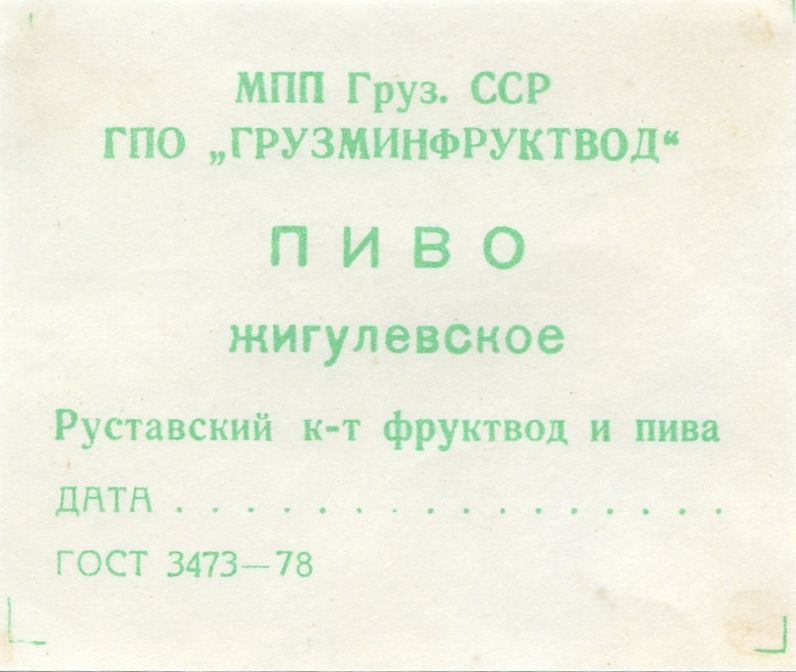 МПП Груз. ССР
ГПО „ГРУЗМИНФРУКТВОД“
ПИВО
жигулевское
Руставский к-т фруктвод и пива
ДАТА . . . . . . . . . . . . . . . .
ГОСТ 3473—78